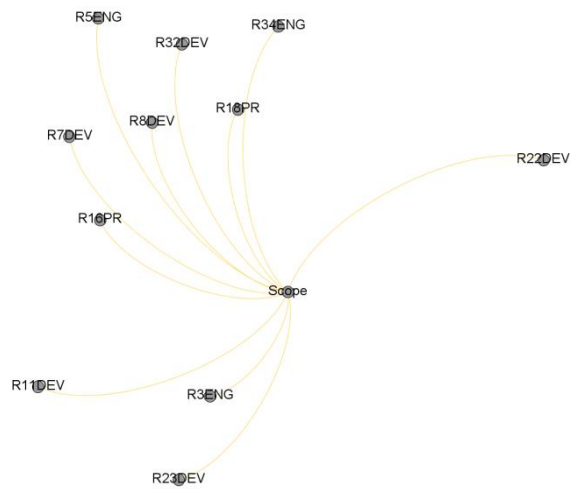 R5ENG
R34ENG
R32DEV
R18PR
R8DEV
R7DEV
R22DEV
R16PR
Scope
R11DEV
R3ENG
R23DEV